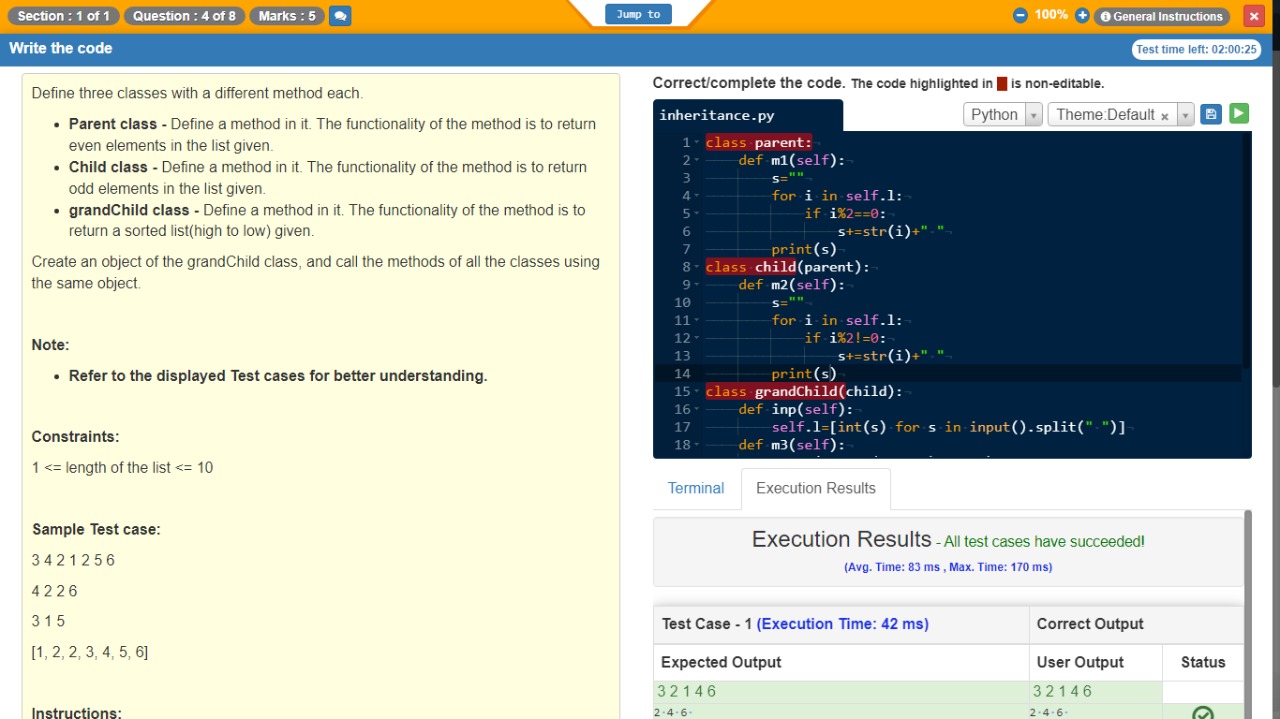 Section : 1 of 1 Question : 4 of 8 Marks : 5 Jump to 100% General Instructions
Write the code Test time left: 02:00:25
Define three classes with a different method each.
Parent class - Define a method in it. The functionality of the method is to return
even elements in the list given.
Child class - Define a method in it. The functionality of the method is to return
odd elements in the list given.
grandChild class - Define a method in it. The functionality of the method is to
return a sorted list(high to low) given.
Create an object of the grandChild class, and call the methods of all the classes using
the same object.
Note:
Refer to the displayed Test cases for better understanding.
Constraints:
1 <= length of the list <= 10
Sample Test case:
3 4 2 1 2 5 6
4 2 2 6
3 1 5
[1, 2, 2, 3, 4, 5, 6]
Instructions:
Correct/complete the code. The code highlighted in is non-editable.
inheritance.py Python Theme:Default
1 class parent:
2 def m1(self):
3 s=""
4 for i in self.l:
5 if i%2==0:
6 s+=str(i)+" "
7 print(s)
8 class child(parent):
9 def m2(self):
10 s=""
11 for i in self.l:
12 if i%2!=0:
13 s+=str(i)+" "
14 print(s)
15 class grandChild(child):
16 def inp(self):
17 self.l=[int(s) for s in input().split(" ")]
18 def m3(self):
Terminal Execution Results
Execution Results - All test cases have succeeded!
(Avg. Time: 83 ms , Max. Time: 170 ms)
Test Case - 1 (Execution Time: 42 ms) Correct Output
Expected Output User Output Status
3 2 1 4 6 3 2 1 4 6
2·4·6· 2·4·6·